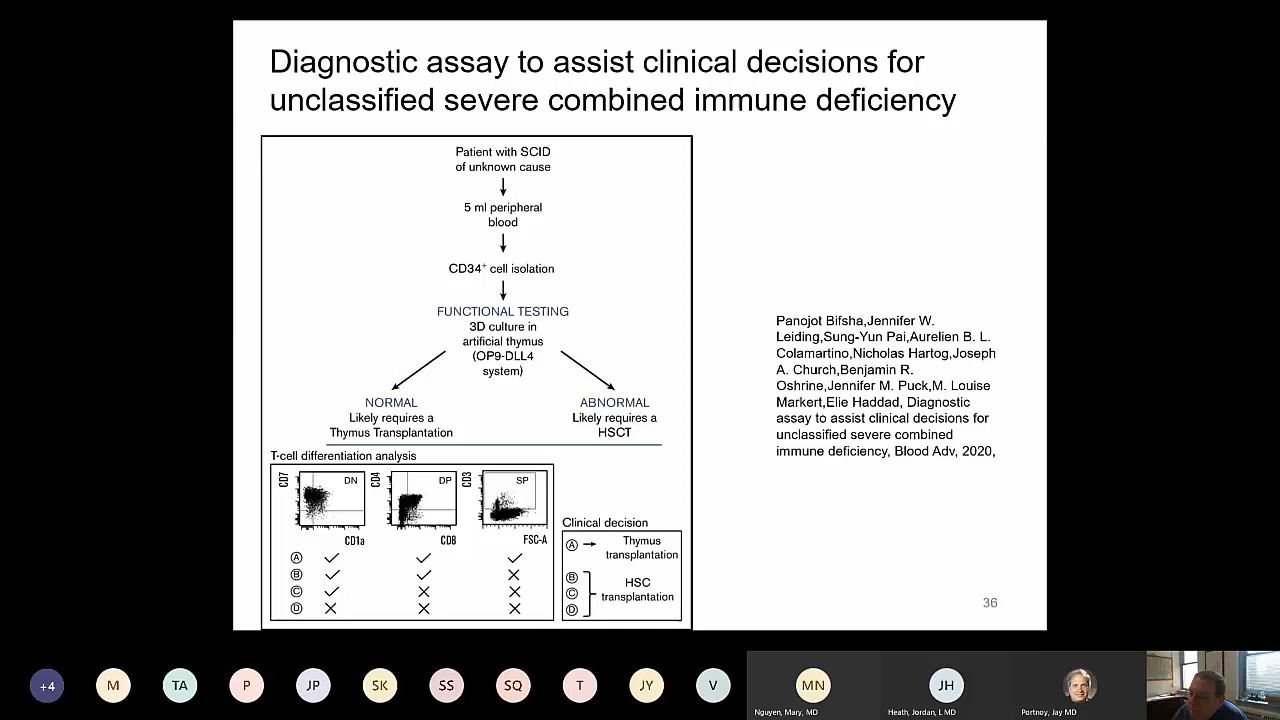 Diagnostic assay to assist clinical decisions for
unclassified severe combined immune deficiency
Patient with SCID
of unknown cause
5 ml peripheral
blood
CD34+ cell isolation
FUNCTIONAL TESTING
3D culture in
artificial thymus
(OP9-DLL4
system)
NORMAL
Likely requires a
Thymus Transplantation
ABNORMAL
Likely requires a
HSCT
T-cell differentiation analysis
CD7
DN
CD1a
CD4
DP
CD8
CD3
SP
FSC-A
A ✓ ✓ ✓
B ✓ ✓ ✗
C ✓ ✗ ✗
D ✗ ✗ ✗
Clinical decision
A → Thymus
transplantation
B
C
D
HSC
transplantation
Panojot Bifsha,Jennifer W.
Leiding,Sung-Yun Pai,Aurelien B. L.
Colamartino,Nicholas Hartog,Joseph
A. Church,Benjamin R.
Oshrine,Jennifer M. Puck,M. Louise
Markert,Elie Haddad, Diagnostic
assay to assist clinical decisions for
unclassified severe combined
immune deficiency, Blood Adv, 2020,
36
+4
M
TA
P
JP
SK
SS
SQ
T
JY
V
MN
Nguyen, Mary, MD
JH
Heath, Jordan, L MD
Portnoy, Jay MD